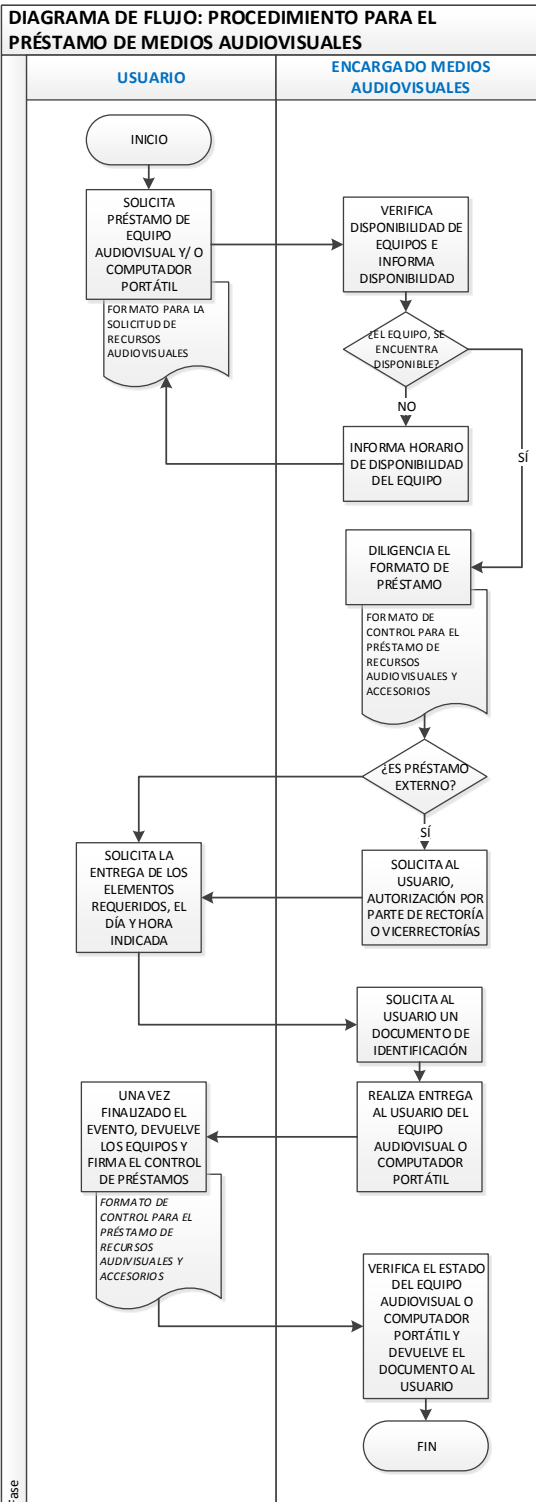 DIAGRAMA DE FLUJO: PROCEDIMIENTO PARA EL
PRÉSTAMO DE MEDIOS AUDIOVISUALES
USUARIO
ENCARGADO MEDIOS
AUDIOVISUALES
INICIO
SOLICITA
PRÉSTAMO DE
EQUIPO
AUDIOVISUAL Y/ O
COMPUTADOR
PORTÁTIL
FORMATO PARA LA
SOLICITUD DE
RECURSOS
AUDIOVISUALES
VERIFICA
DISPONIBILIDAD DE
EQUIPOS E
INFORMA
DISPONIBILIDAD
¿EL EQUIPO, SE
ENCUENTRA
DISPONIBLE?
NO
SÍ
INFORMA HORARIO
DE DISPONIBILIDAD
DEL EQUIPO
DILIGENCIA EL
FORMATO DE
PRÉSTAMO
FORMATO DE
CONTROL PARA EL
PRÉSTAMO DE
RECURSOS
AUDIOVISUALES Y
ACCESORIOS
¿ES PRÉSTAMO
EXTERNO?
SÍ
SOLICITA LA
ENTREGA DE LOS
ELEMENTOS
REQUERIDOS, EL
DÍA Y HORA
INDICADA
SOLICITA AL
USUARIO,
AUTORIZACIÓN POR
PARTE DE RECTORÍA
O VICERRECTORÍAS
SOLICITA AL
USUARIO UN
DOCUMENTO DE
IDENTIFICACIÓN
REALIZA ENTREGA
AL USUARIO DEL
EQUIPO
AUDIOVISUAL O
COMPUTADOR
PORTÁTIL
UNA VEZ
FINALIZADO EL
EVENTO, DEVUELVE
LOS EQUIPOS Y
FIRMA EL CONTROL
DE PRÉSTAMOS
FORMATO DE
CONTROL PARA EL
PRÉSTAMO DE
RECURSOS
AUDIVISUALES Y
ACCESORIOS
VERIFICA EL ESTADO
DEL EQUIPO
AUDIOVISUAL O
COMPUTADOR
PORTÁTIL Y
DEVUELVE EL
DOCUMENTO AL
USUARIO
FIN
Fase